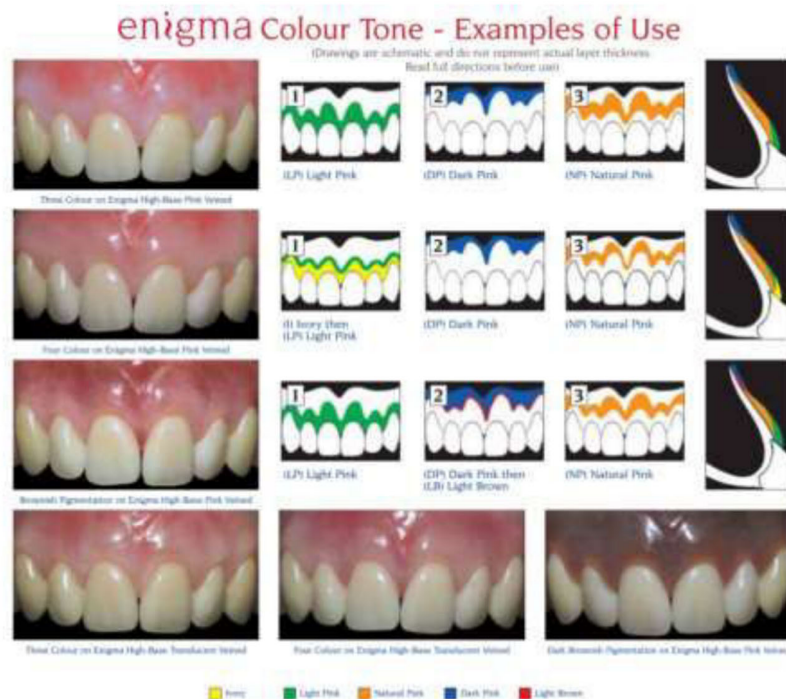 enigma Colour Tone - Examples of Use
(Drawings are schematic and do not represent actual layer thickness
Read full directions before use)
1
2
3
(LP) Light Pink
(DP) Dark Pink
(NP) Natural Pink
Three Colour on Enigma High-Base Pink Veined
1
2
3
(I) Ivory then
(LP) Light Pink
(DP) Dark Pink
(NP) Natural Pink
Four Colour on Enigma High-Base Pink Veined
1
2
3
(LP) Light Pink
(DP) Dark Pink then
(LB) Light Brown
(NP) Natural Pink
Brownish Pigmentation on Enigma High-Base Pink Veined
Three Colour on Enigma High-Base Translucent Veined
Four Colour on Enigma High-Base Translucent Veined
Dark Brownish Pigmentation on Enigma High-Base Pink Veined
Ivory
Light Pink
Natural Pink
Dark Pink
Light Brown